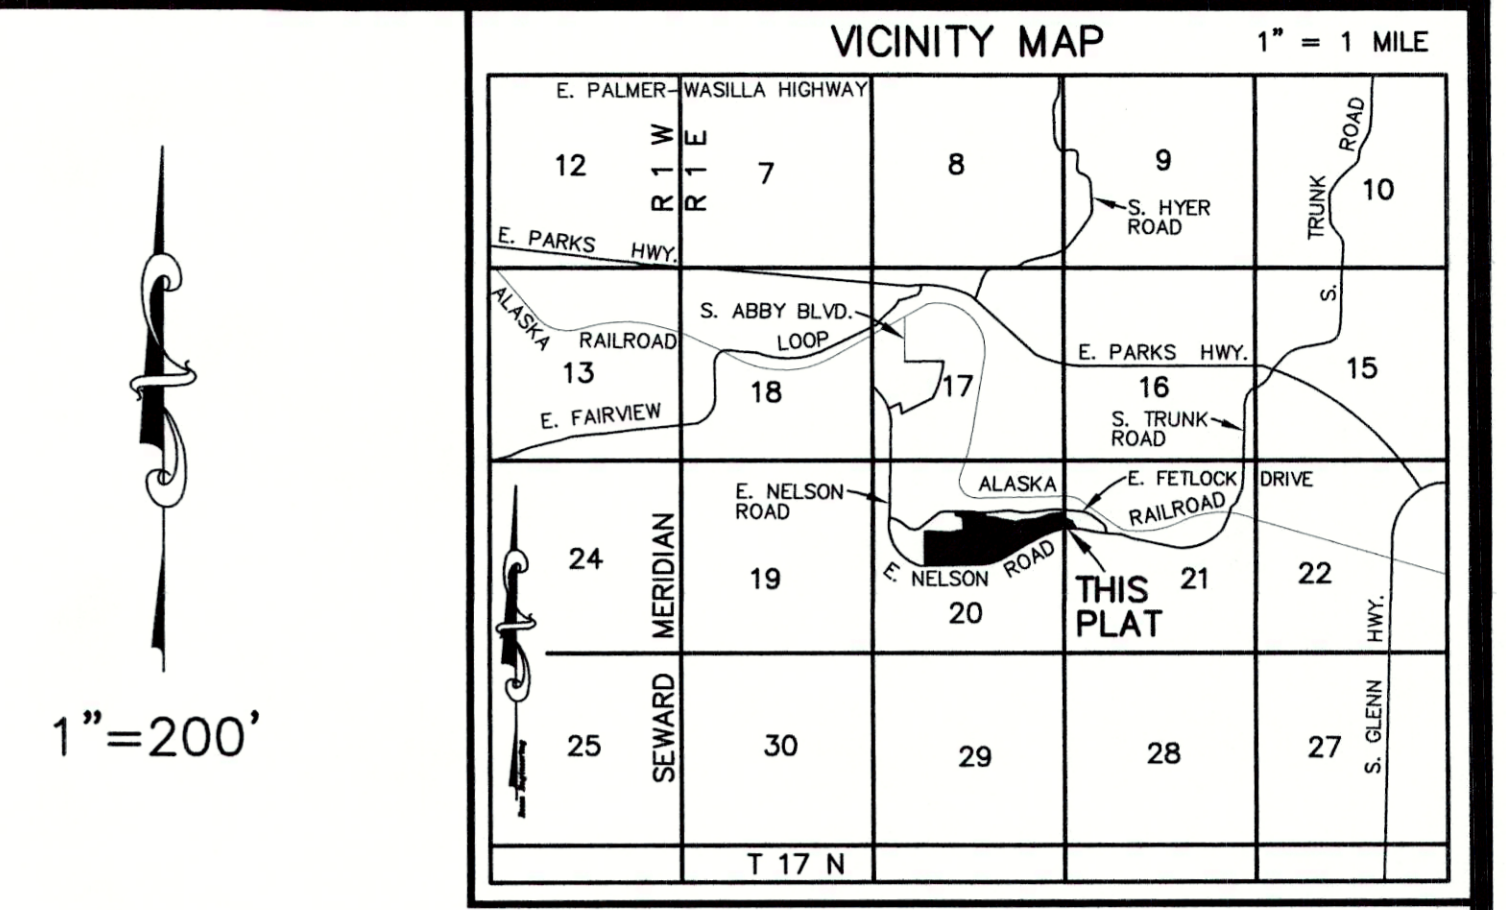 VICINITY MAP
1" = 1 MILE
E. PALMER-WASILLA HIGHWAY
12
R 1 W
R 1 E
7
8
9
10
S. HYER
ROAD
S. TRUNK ROAD
E. PARKS HWY.
ALASKA RAILROAD
S. ABBY BLVD.
LOOP
E. PARKS HWY.
13
18
17
16
15
E. FAIRVIEW
S. TRUNK
ROAD
E. NELSON
ROAD
ALASKA RAILROAD
E. FETLOCK DRIVE
24
19
E. NELSON ROAD
20
THIS
PLAT
21
22
SEWARD MERIDIAN
S. GLENN HWY.
25
30
29
28
27
T 17 N
1"=200'